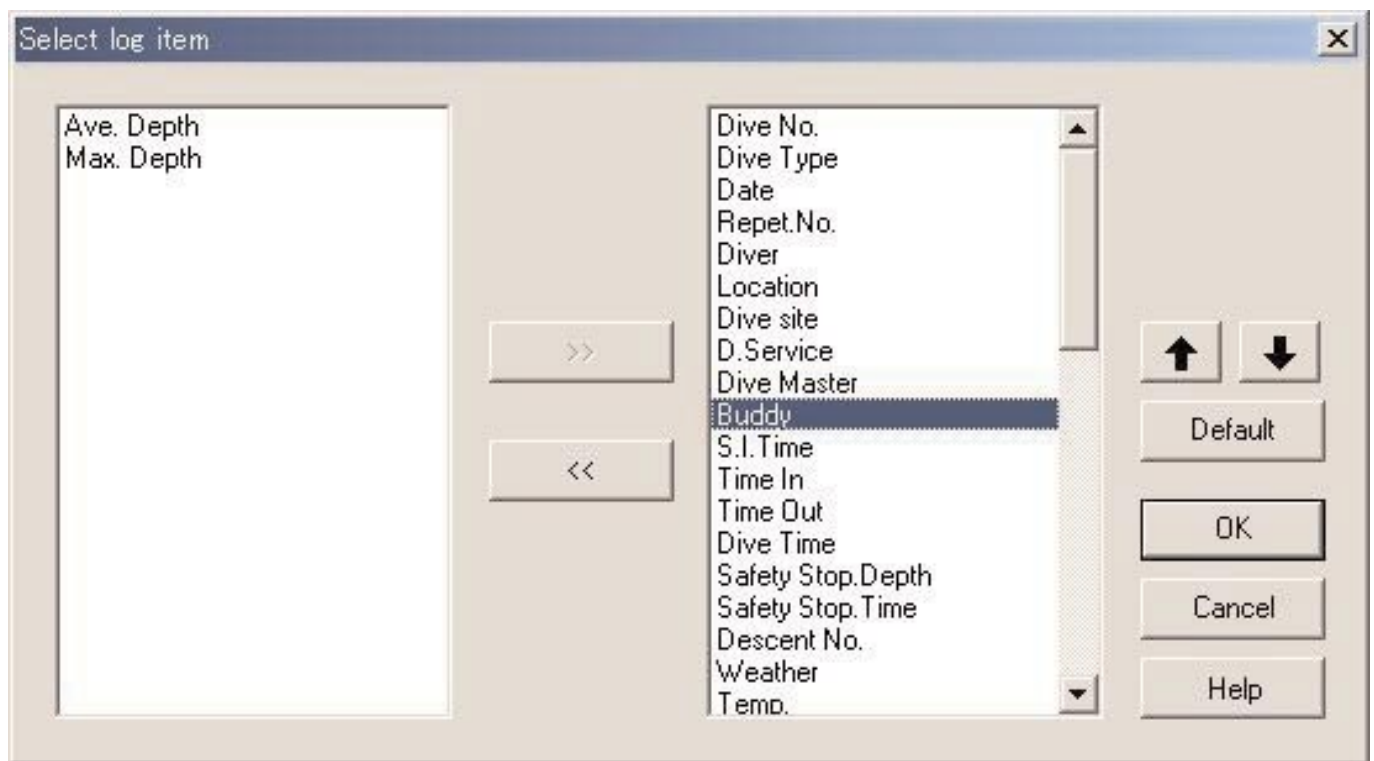 Select log item
Ave. Depth
Max. Depth
>>
<<
Dive No.
Dive Type
Date
Repet.No.
Diver
Location
Dive site
D.Service
Dive Master
Buddy
S.I.Time
Time In
Time Out
Dive Time
Safety Stop.Depth
Safety Stop.Time
Descent No.
Weather
Temp.
Default
OK
Cancel
Help